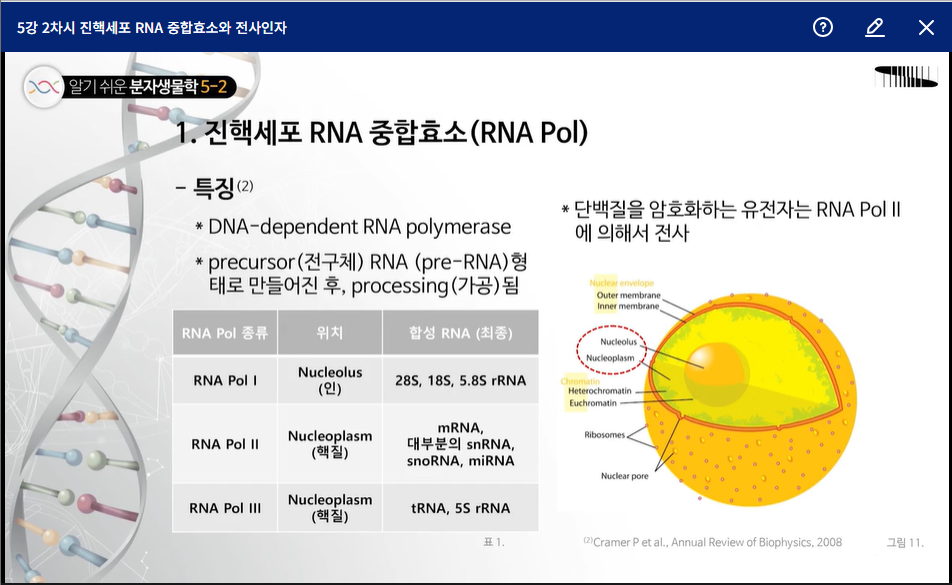 5강 2차시 진핵세포 RNA 중합효소와 전사인자
알기 쉬운 분자생물학 5-2
1. 진핵세포 RNA 중합효소(RNA Pol)
- 특징(2)
* DNA-dependent RNA polymerase
* precursor(전구체) RNA (pre-RNA)형
태로 만들어진 후, processing(가공)됨
RNA Pol 종류 위치 합성 RNA (최종)
RNA Pol I Nucleolus (인) 28S, 18S, 5.8S rRNA
RNA Pol II Nucleoplasm (핵질) mRNA, 대부분의 snRNA, snoRNA, miRNA
RNA Pol III Nucleoplasm (핵질) tRNA, 5S rRNA
표 1.
* 단백질을 암호화하는 유전자는 RNA Pol II
에 의해서 전사
Nuclear envelope
Outer membrane
Inner membrane
Nucleolus
Nucleoplasm
Chromatin
Heterochromatin
Euchromatin
Ribosomes
Nuclear pore
(2)Cramer P et al., Annual Review of Biophysics, 2008
그림 11.